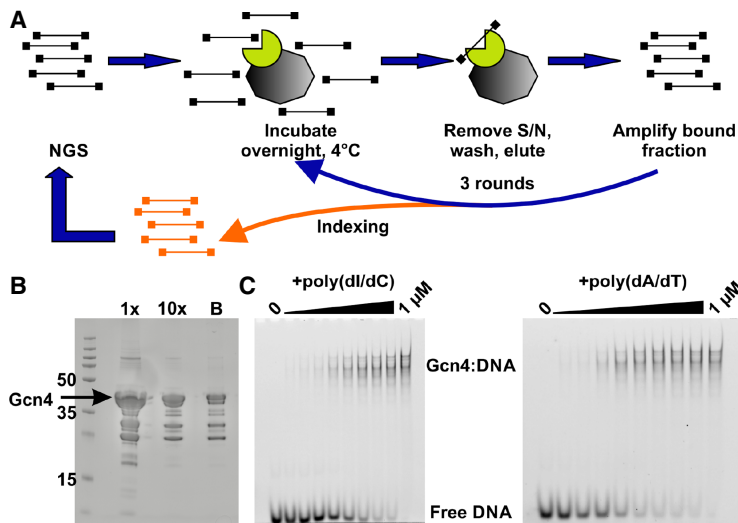 A
Incubate
overnight, 4°C
Remove S/N,
wash, elute
Amplify bound
fraction
NGS
3 rounds
Indexing
B
1x 10x B
50
Gcn4
35
15
C
+poly(dI/dC)
0 1 µM
+poly(dA/dT)
0 1 µM
Gcn4:DNA
Free DNA